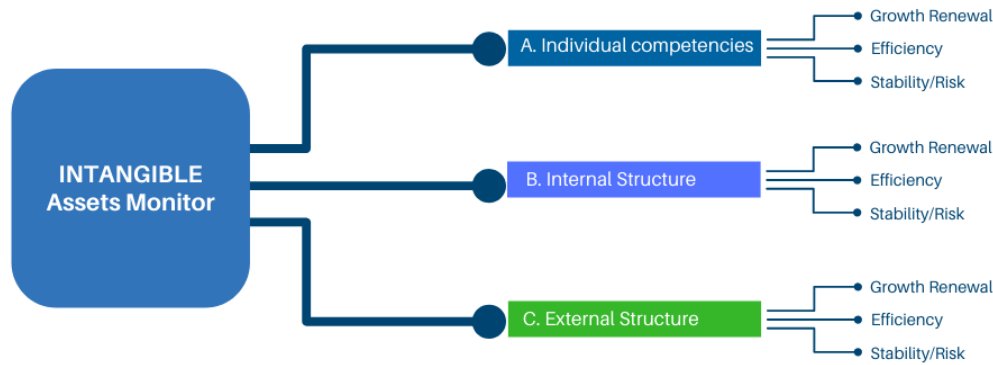 INTANGIBLE
Assets Monitor
A. Individual competencies
Growth Renewal
Efficiency
Stability/Risk
B. Internal Structure
Growth Renewal
Efficiency
Stability/Risk
C. External Structure
Growth Renewal
Efficiency
Stability/Risk